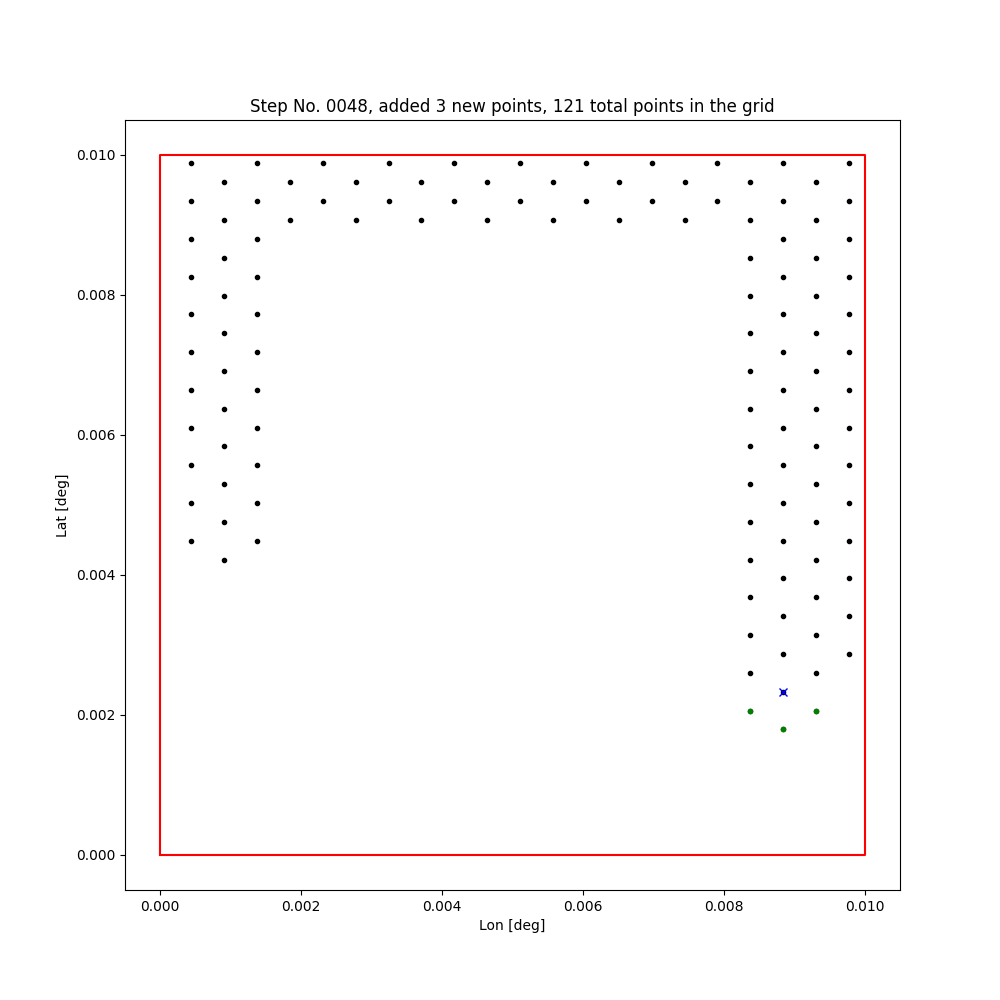 Step No. 0048, added 3 new points, 121 total points in the grid
0.010
0.008
0.006
0.004
0.002
0.000
Lat [deg]
0.000 0.002 0.004 0.006 0.008 0.010
Lon [deg]